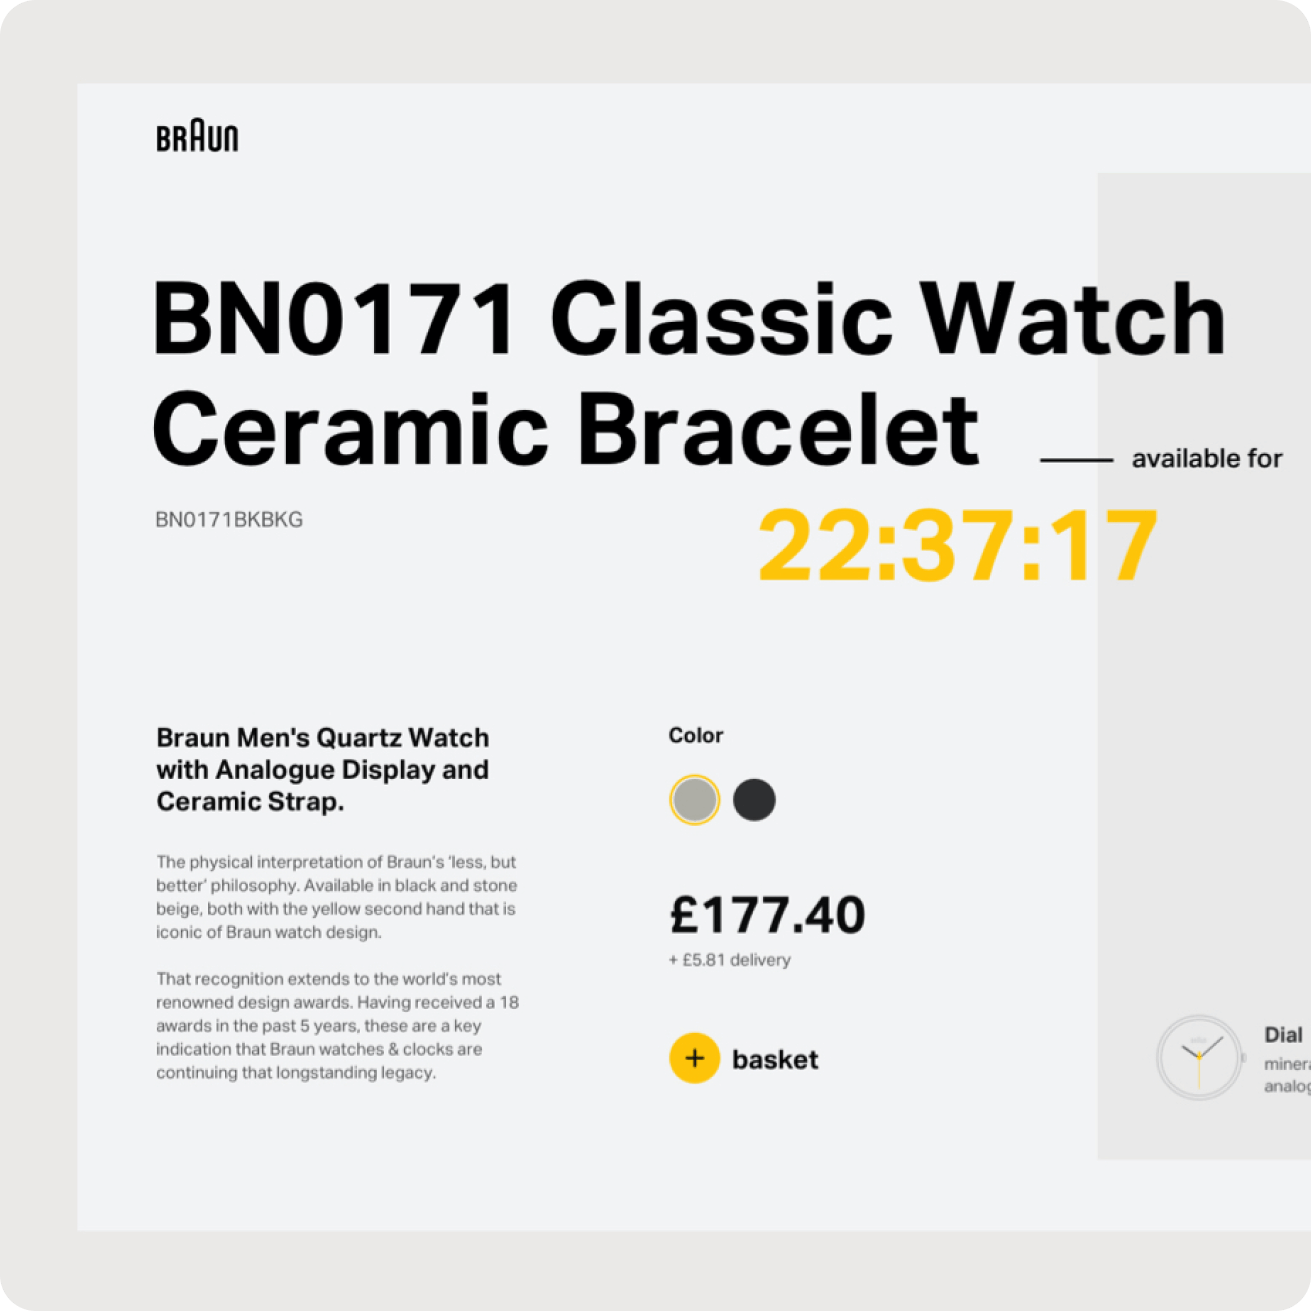 BRAUN
BN0171 Classic Watch
Ceramic Bracelet
available for
BN0171BKBKG
22:37:17
Braun Men's Quartz Watch
with Analogue Display and
Ceramic Strap.
The physical interpretation of Braun's ‘less, but
better’ philosophy. Available in black and stone
beige, both with the yellow second hand that is
iconic of Braun watch design.
That recognition extends to the world's most
renowned design awards. Having received a 18
awards in the past 5 years, these are a key
indication that Braun watches & clocks are
continuing that longstanding legacy.
Color
£177.40
+ £5.81 delivery
+ basket
Dial